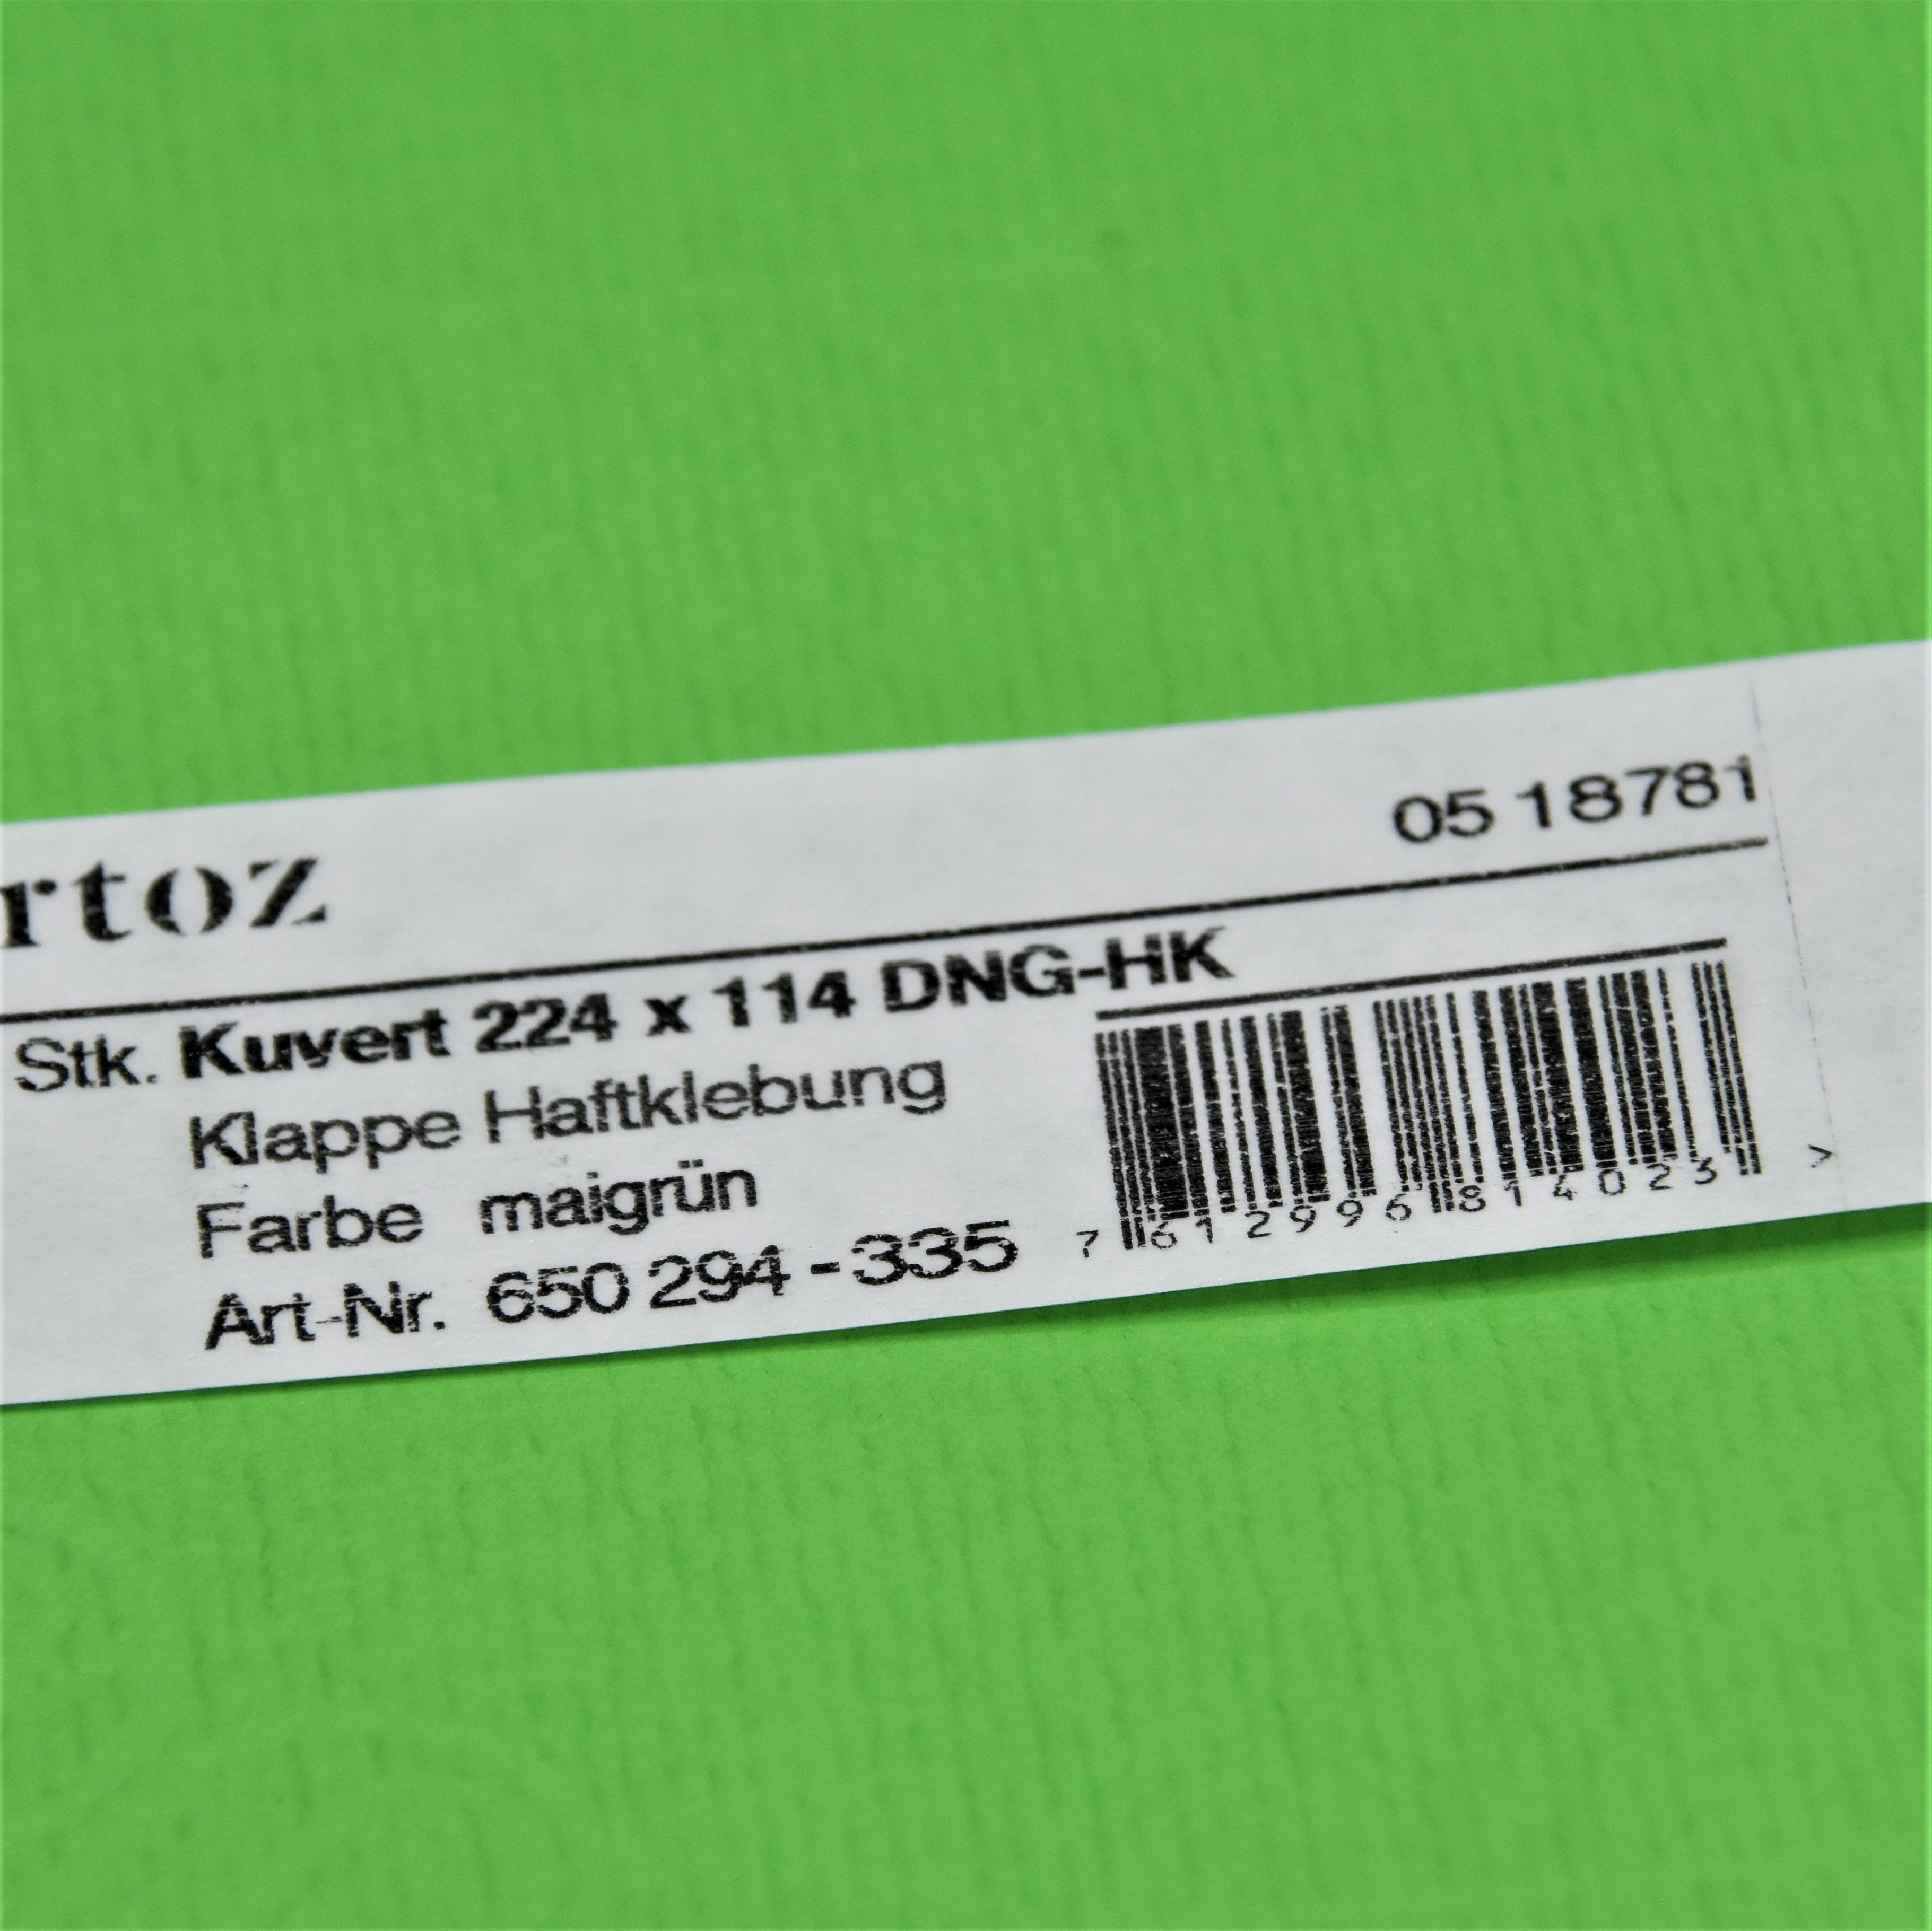 rtoz
05 18781
Stk. Kuvert 224 x 114 DNG-HK
Klappe Haftklebung
Farbe maigrün
Art-Nr. 650 294 - 335
7 612996 814023 >